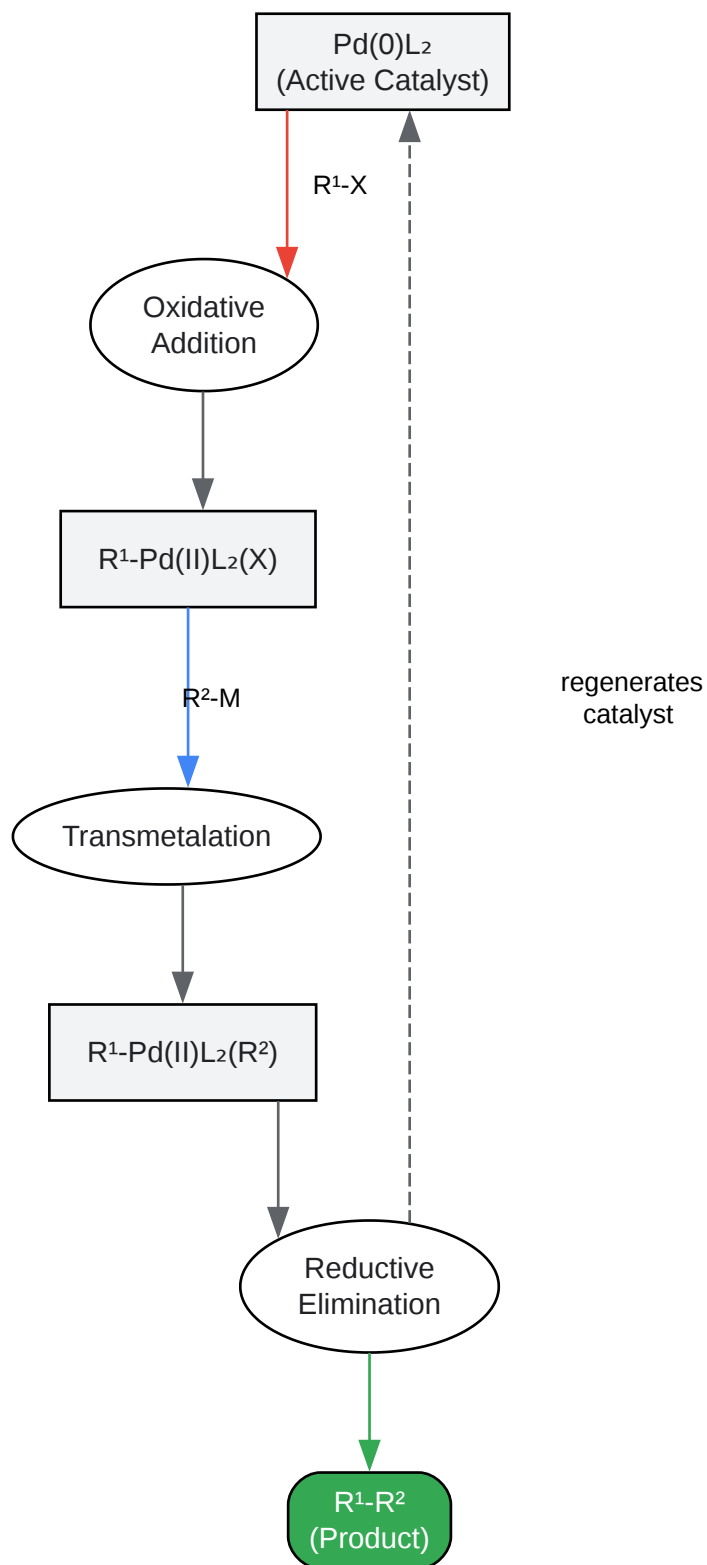 Pd(0)L₂
(Active Catalyst)
R¹-X
Oxidative
Addition
R¹-Pd(II)L₂(X)
regenerates
catalyst
R²-M
Transmetalation
R¹-Pd(II)L₂(R²)
Reductive
Elimination
R¹-R²
(Product)